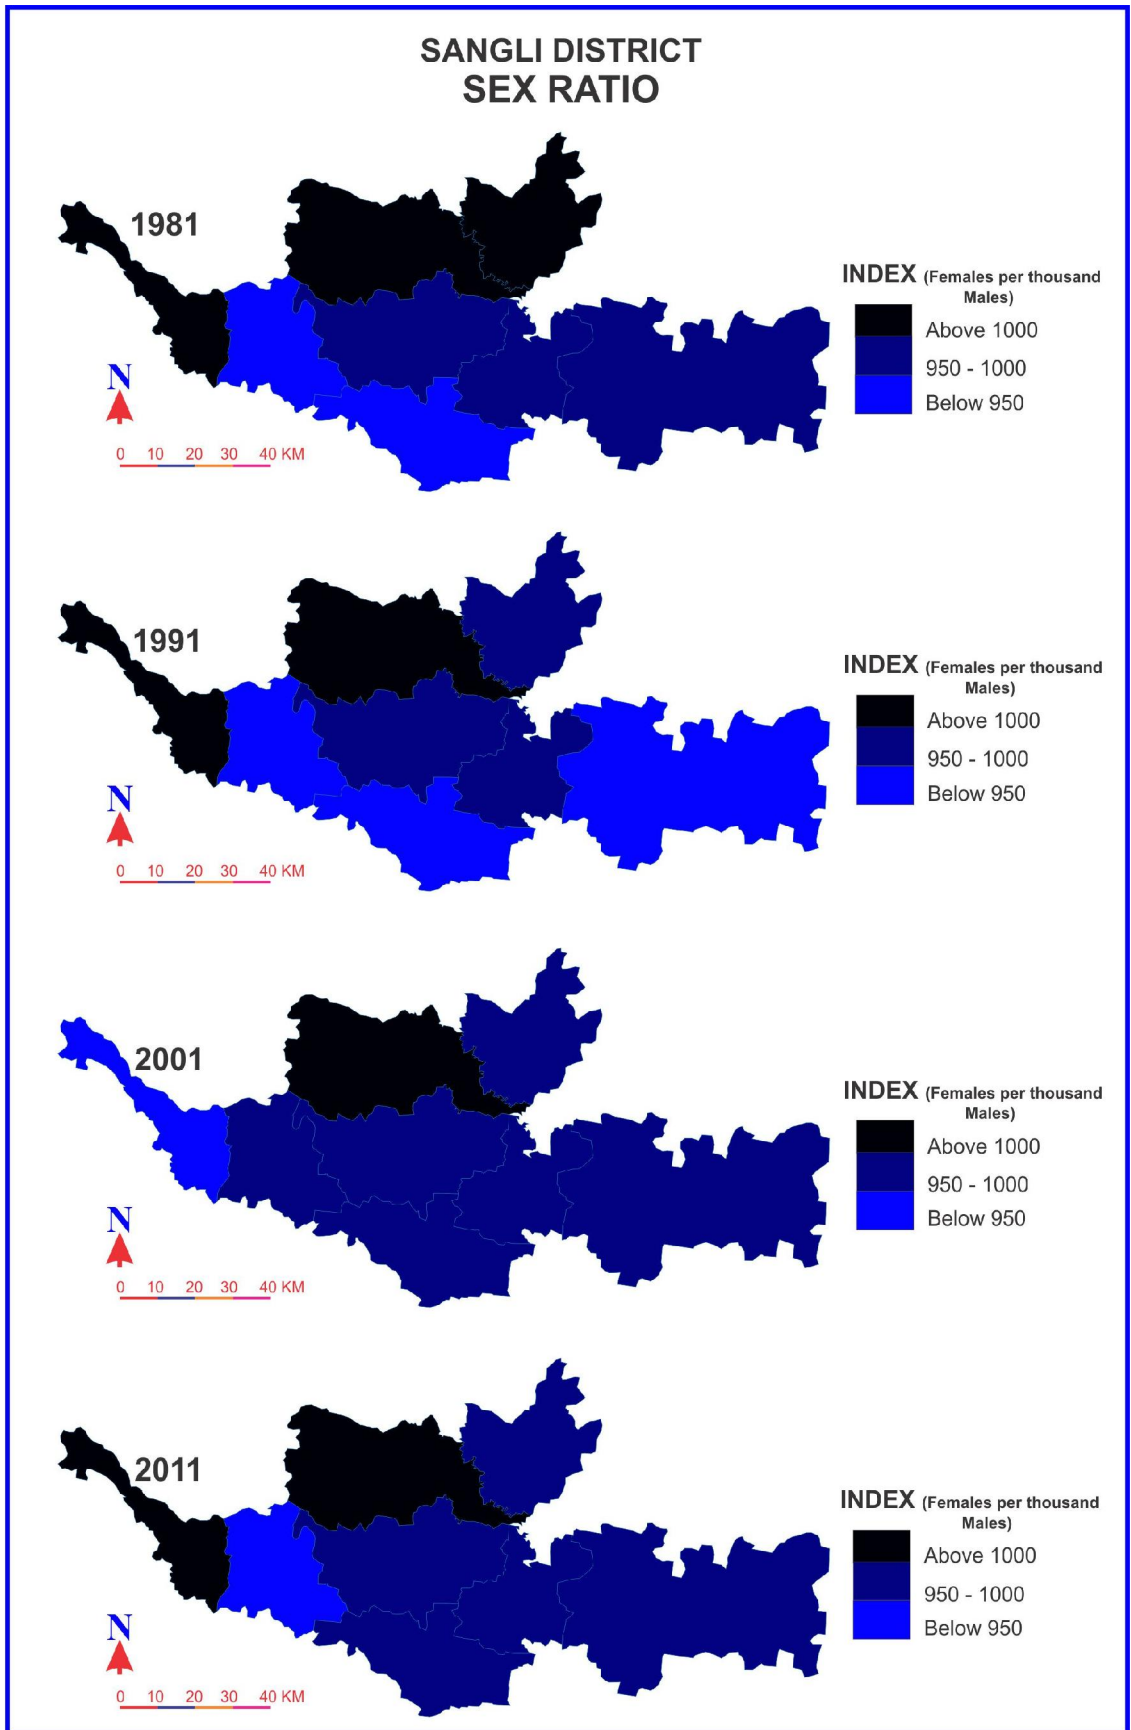 SANGLI DISTRICT
SEX RATIO
1981
INDEX (Females per thousand
Males)
Above 1000
950 - 1000
Below 950
N
0 10 20 30 40 KM
1991
INDEX (Females per thousand
Males)
Above 1000
950 - 1000
Below 950
N
0 10 20 30 40 KM
2001
INDEX (Females per thousand
Males)
Above 1000
950 - 1000
Below 950
N
0 10 20 30 40 KM
2011
INDEX (Females per thousand
Males)
Above 1000
950 - 1000
Below 950
N
0 10 20 30 40 KM